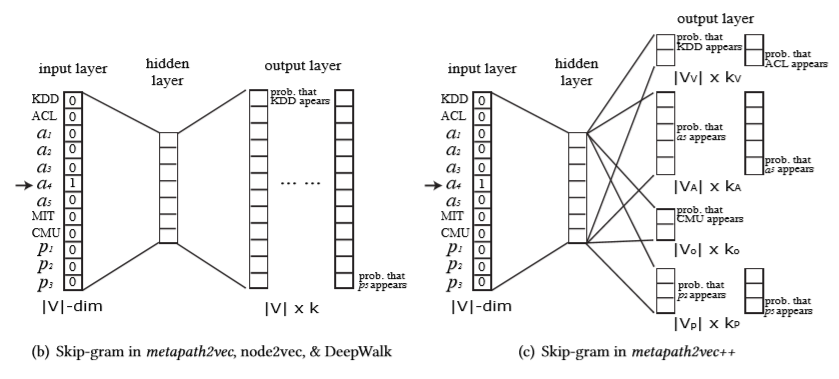 output layer
input layer
hidden
layer
output layer
KDD 0
ACL 0
a1 0
a2 0
a3 0
a4 1
a5 0
MIT 0
CMU 0
p1 0
p2 0
p3 0
|V|-dim
prob. that
KDD apears
... ...
prob. that
p3 appears
|V| x k
input layer
hidden
layer
KDD 0
ACL 0
a1 0
a2 0
a3 0
a4 1
a5 0
MIT 0
CMU 0
p1 0
p2 0
p3 0
|V|-dim
prob. that
KDD appears
prob. that
ACL appears
|VV| x kV
prob. that
a5 appears
prob. that
a5 appears
|VA| x kA
prob. that
CMU appears
|VO| x kO
prob. that
p2 appears
prob. that
p3 appears
|VP| x kP
(b) Skip-gram in metapath2vec, node2vec, & DeepWalk
(c) Skip-gram in metapath2vec++